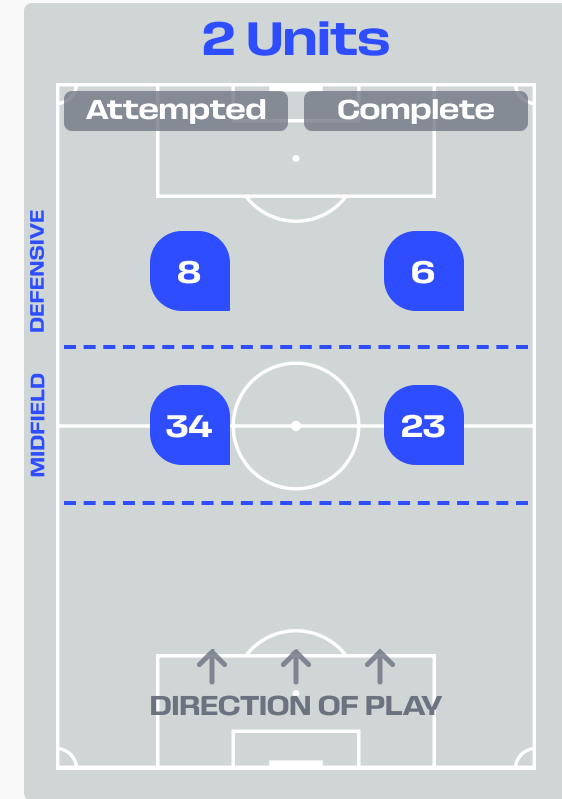 2 Units
Attempted Complete
DEFENSIVE
8 6
MIDFIELD
34 23
DIRECTION OF PLAY